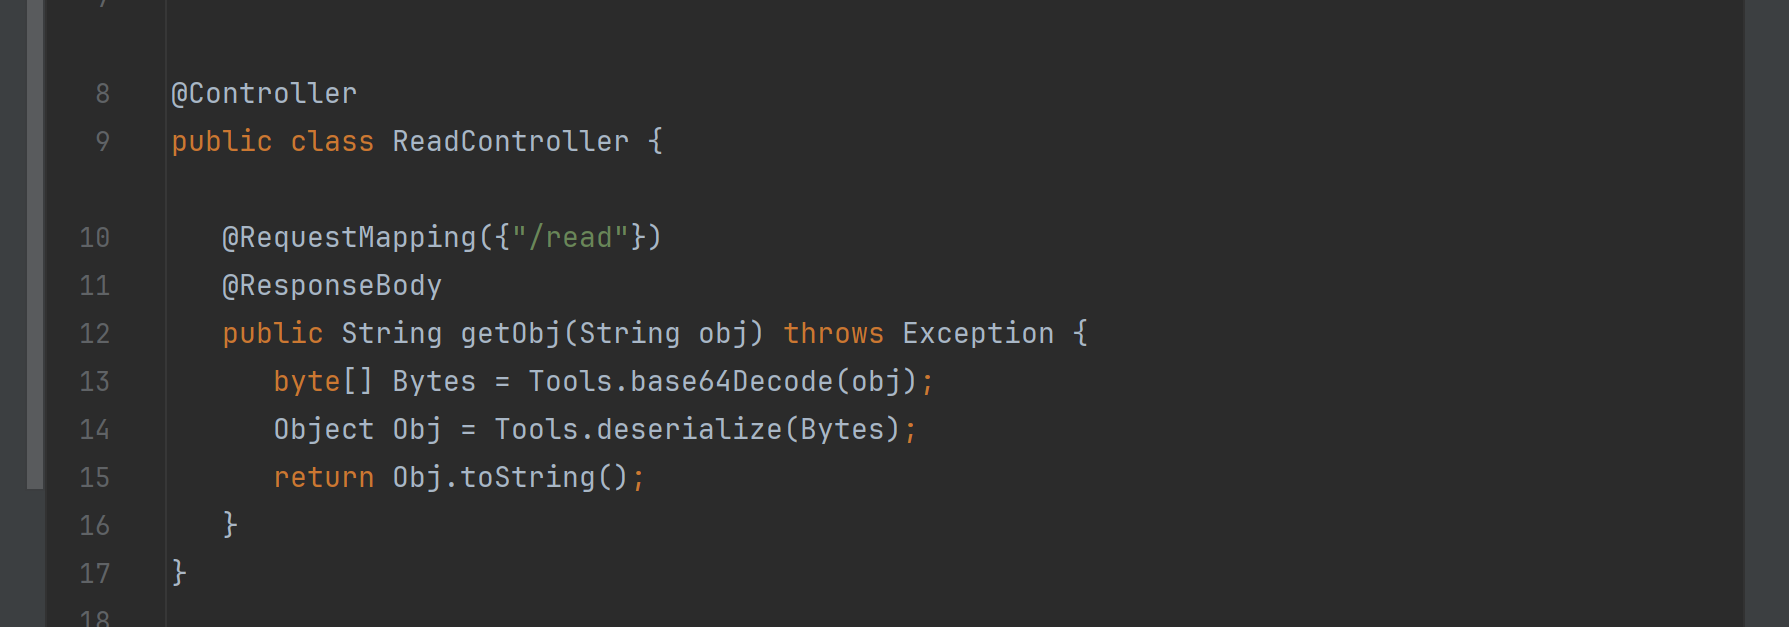 8 @Controller
9 public class ReadController {
10 @RequestMapping({"/read"})
11 @ResponseBody
12 public String getObj(String obj) throws Exception {
13 byte[] Bytes = Tools.base64Decode(obj);
14 Object Obj = Tools.deserialize(Bytes);
15 return Obj.toString();
16 }
17 }
18